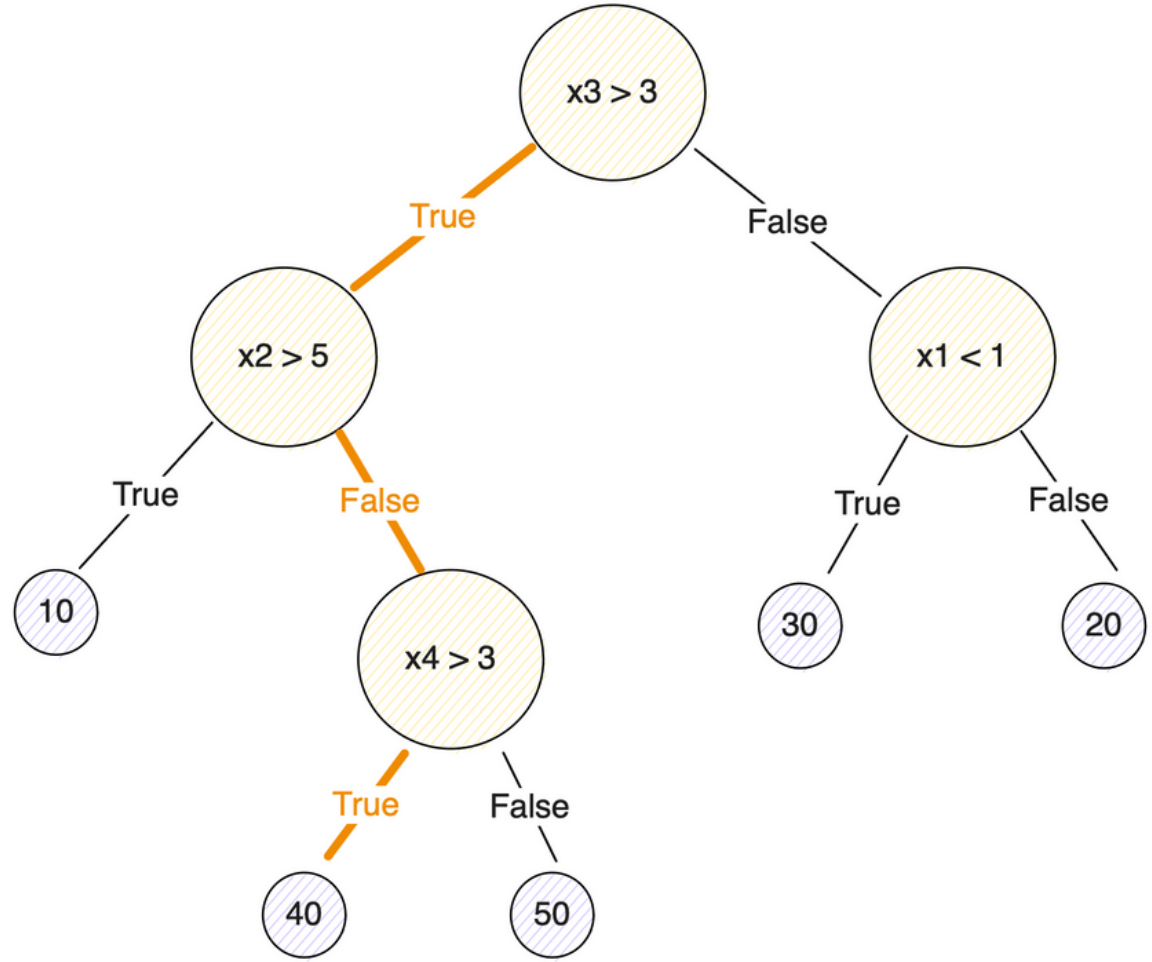 x3 > 3
True
False
x2 > 5
x1 < 1
True
False
True
False
10
30
20
x4 > 3
True
False
40
50